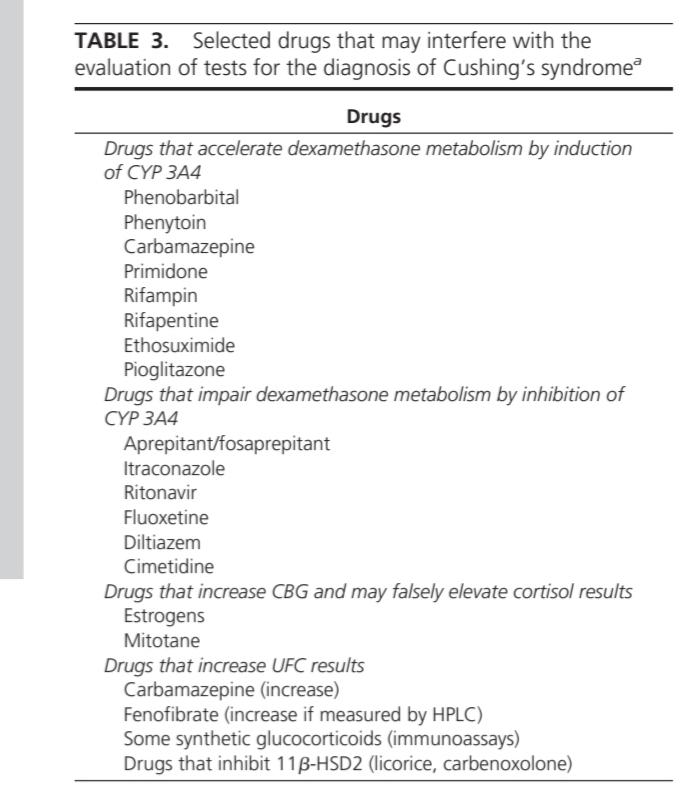 TABLE 3. Selected drugs that may interfere with the
evaluation of tests for the diagnosis of Cushing's syndromeᵃ
Drugs
Drugs that accelerate dexamethasone metabolism by induction
of CYP 3A4
Phenobarbital
Phenytoin
Carbamazepine
Primidone
Rifampin
Rifapentine
Ethosuximide
Pioglitazone
Drugs that impair dexamethasone metabolism by inhibition of
CYP 3A4
Aprepitant/fosaprepitant
Itraconazole
Ritonavir
Fluoxetine
Diltiazem
Cimetidine
Drugs that increase CBG and may falsely elevate cortisol results
Estrogens
Mitotane
Drugs that increase UFC results
Carbamazepine (increase)
Fenofibrate (increase if measured by HPLC)
Some synthetic glucocorticoids (immunoassays)
Drugs that inhibit 11β-HSD2 (licorice, carbenoxolone)